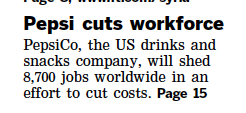 Pepsi cuts workforce
PepsiCo, the US drinks and
snacks company, will shed
8,700 jobs worldwide in an
effort to cut costs. Page 15